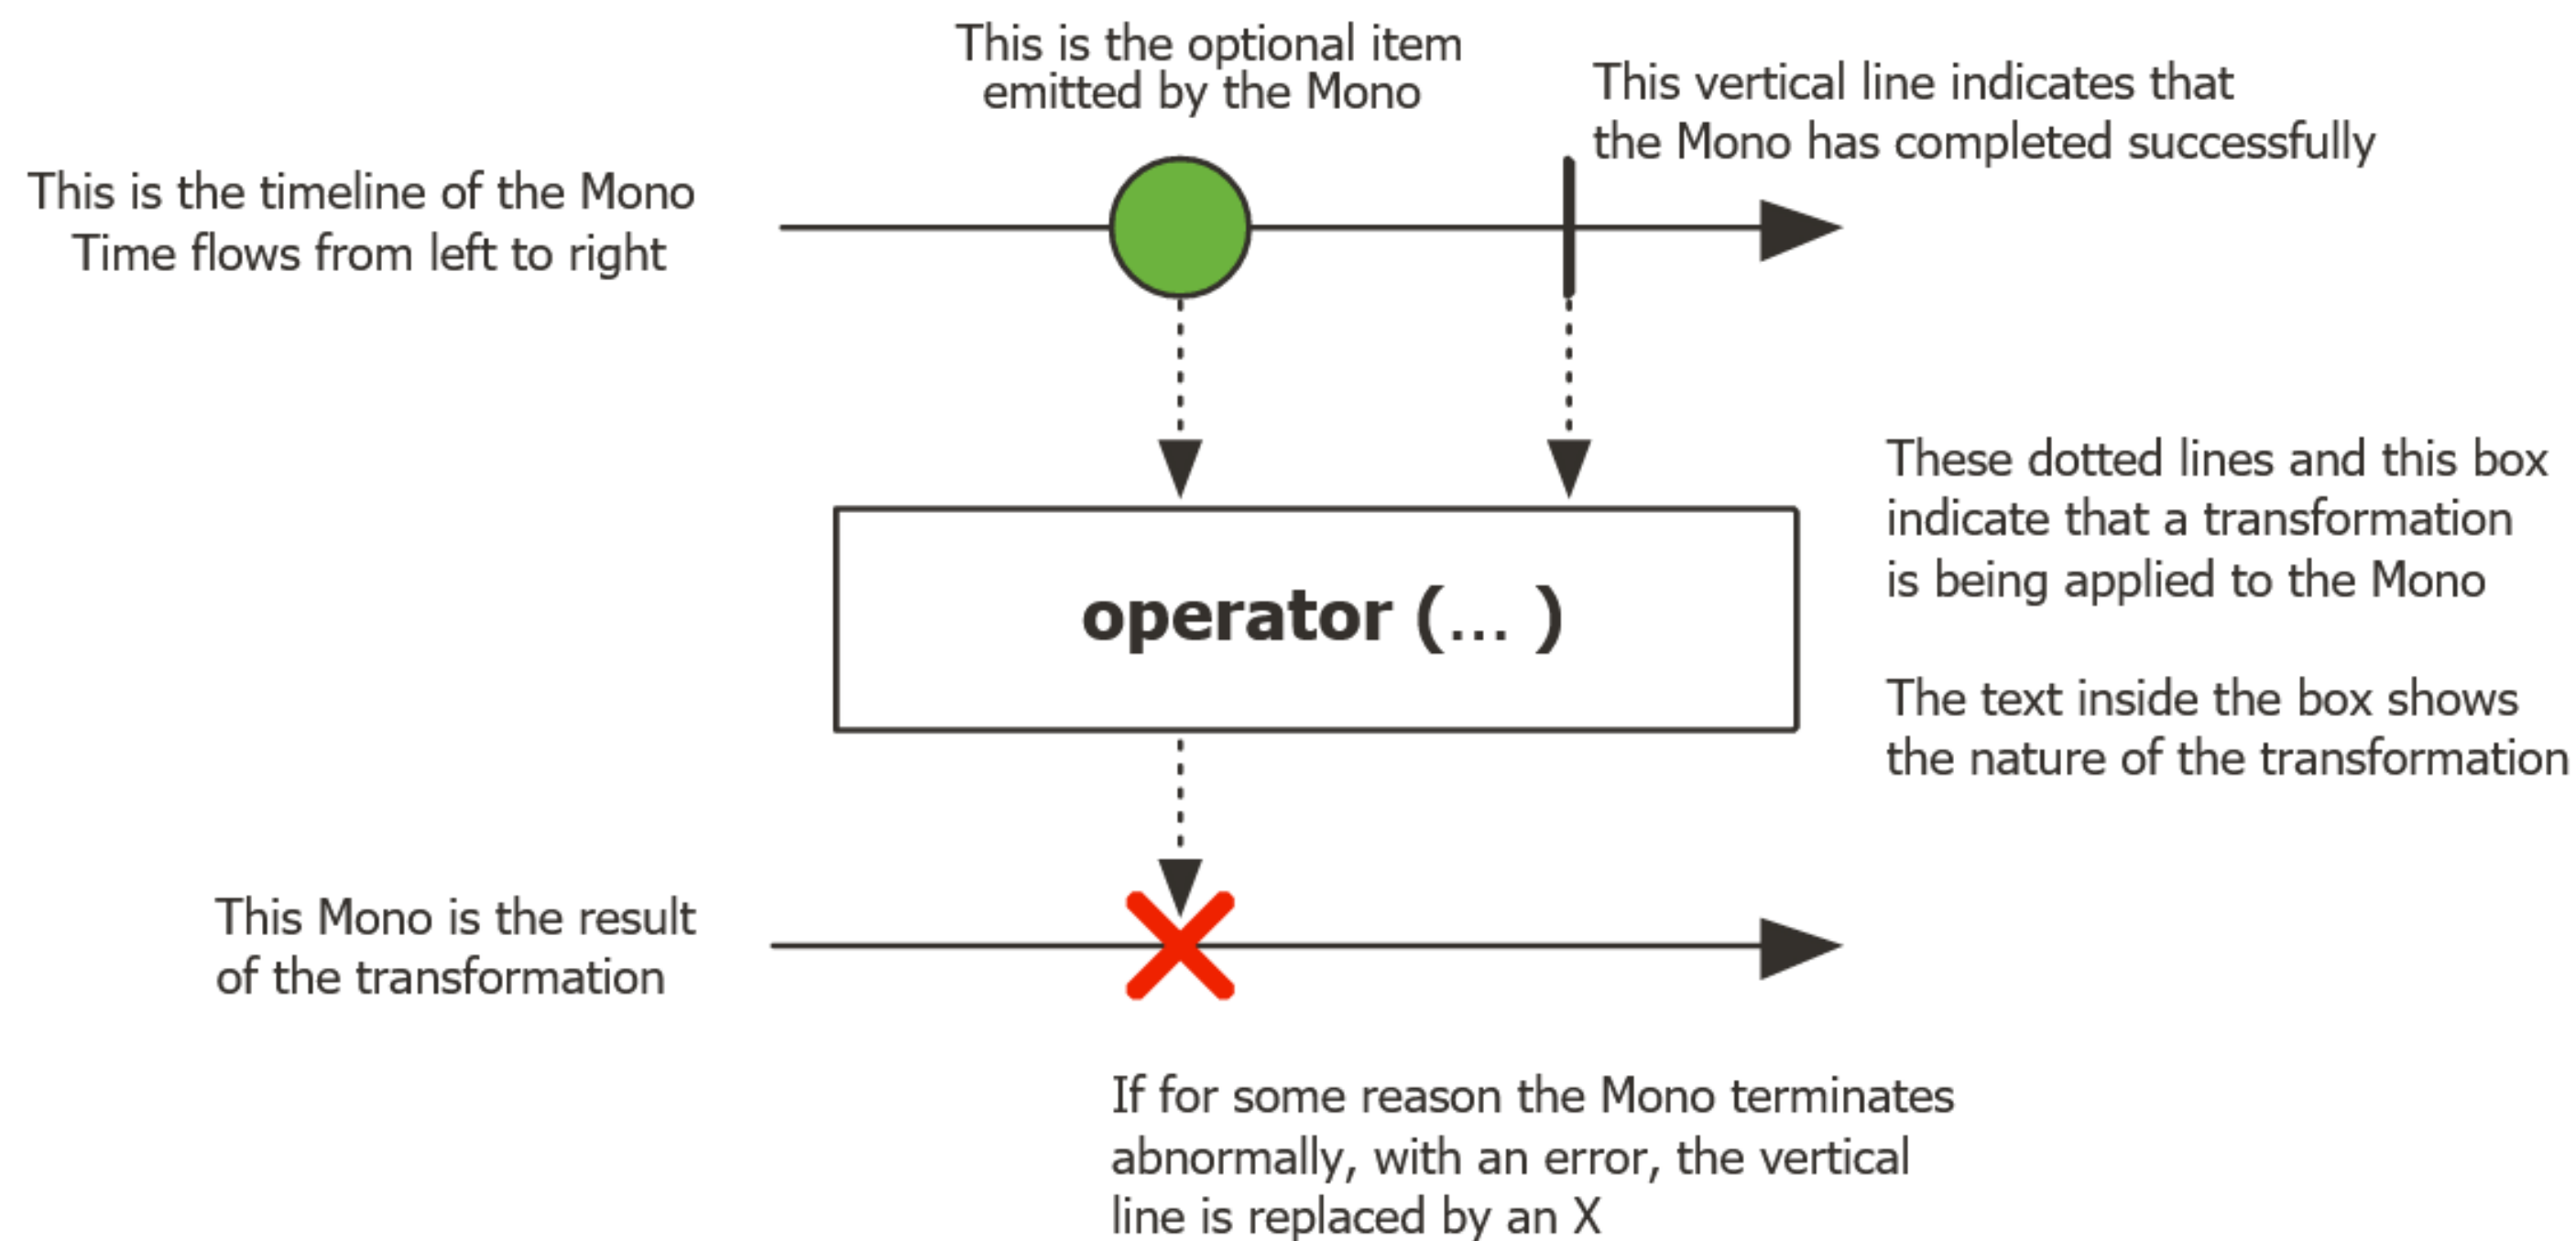 This is the optional item
emitted by the Mono
This vertical line indicates that
the Mono has completed successfully
This is the timeline of the Mono
Time flows from left to right
These dotted lines and this box
indicate that a transformation
is being applied to the Mono
operator (... )
The text inside the box shows
the nature of the transformation
This Mono is the result
of the transformation
If for some reason the Mono terminates
abnormally, with an error, the vertical
line is replaced by an X